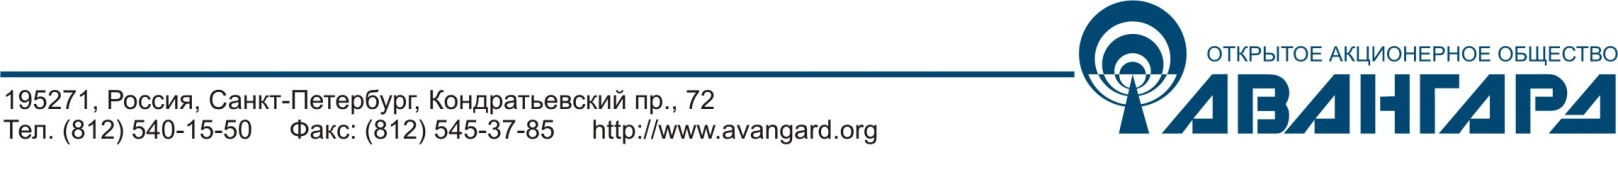 ОТКРЫТОЕ АКЦИОНЕРНОЕ ОБЩЕСТВО
АВАНГАРД
195271, Россия, Санкт-Петербург, Кондратьевский пр., 72
Тел. (812) 540-15-50 Факс: (812) 545-37-85 http://www.avangard.org